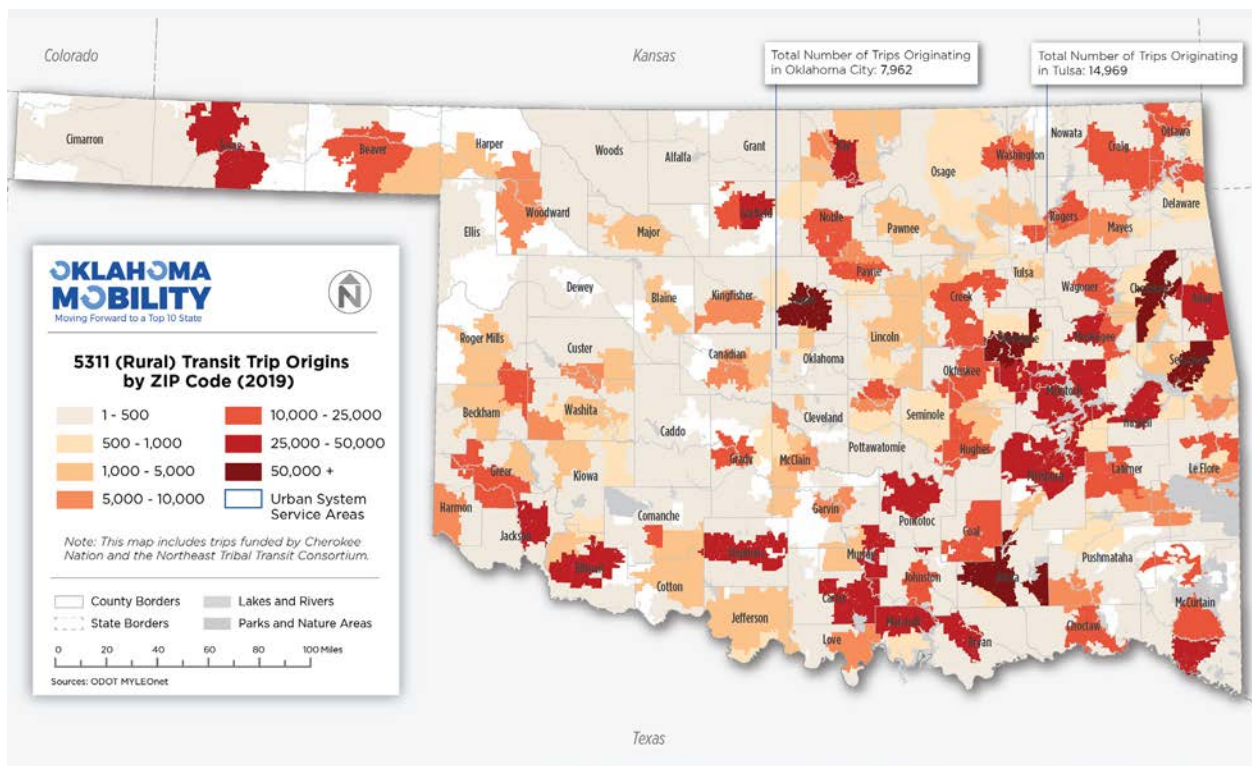 Colorado
Kansas
Total Number of Trips Originating
in Oklahoma City: 7,962
Total Number of Trips Originating
in Tulsa: 14,969
Cimarron
Beaver
Harper
Woods
Alfalfa
Grant
Kay
Osage
Washington
Nowata
Craig
Ottawa
Ellis
Woodward
Major
Garfield
Noble
Pawnee
Rogers
Mayes
Delaware
Dewey
Blaine
Kingfisher
Payne
Creek
Tulsa
Wagoner
Cherokee
Roger Mills
Custer
Canadian
Oklahoma
Lincoln
Okfuskee
Muskogee
Sequoyah
Beckham
Washita
Caddo
Cleveland
Seminole
McIntosh
Haskell
Pottawatomie
Greer
Kiowa
Grady
McClain
Hughes
Pittsburg
Latimer
Le Flore
Harmon
Jackson
Comanche
Garvin
Pontotoc
Coal
Pushmataha
Tillman
Cotton
Stephens
Murray
Johnston
Atoka
McCurtain
Jefferson
Carter
Love
Marshall
Bryan
Choctaw
OKLAHOMA
MOBILITY
Moving Forward to a Top 10 State
N
5311 (Rural) Transit Trip Origins
by ZIP Code (2019)
1 - 500
10,000 - 25,000
500 - 1,000
25,000 - 50,000
1,000 - 5,000
50,000 +
5,000 - 10,000
Urban System
Service Areas
Note: This map includes trips funded by Cherokee
Nation and the Northeast Tribal Transit Consortium.
County Borders
Lakes and Rivers
State Borders
Parks and Nature Areas
0 20 40 60 80 100 Miles
Sources: ODOT MYLEOnet
Texas